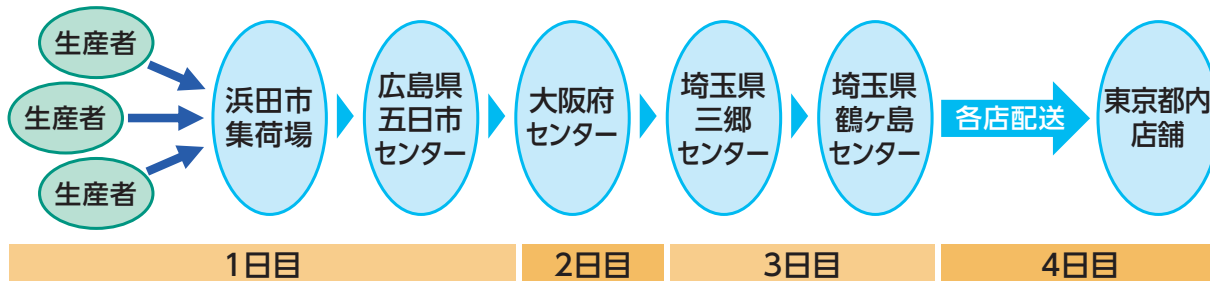 生産者
生産者
生産者
浜田市
集荷場
広島県
五日市
センター
大阪府
センター
埼玉県
三郷
センター
埼玉県
鶴ヶ島
センター
各店配送
東京都内
店舗
1日目
2日目
3日目
4日目